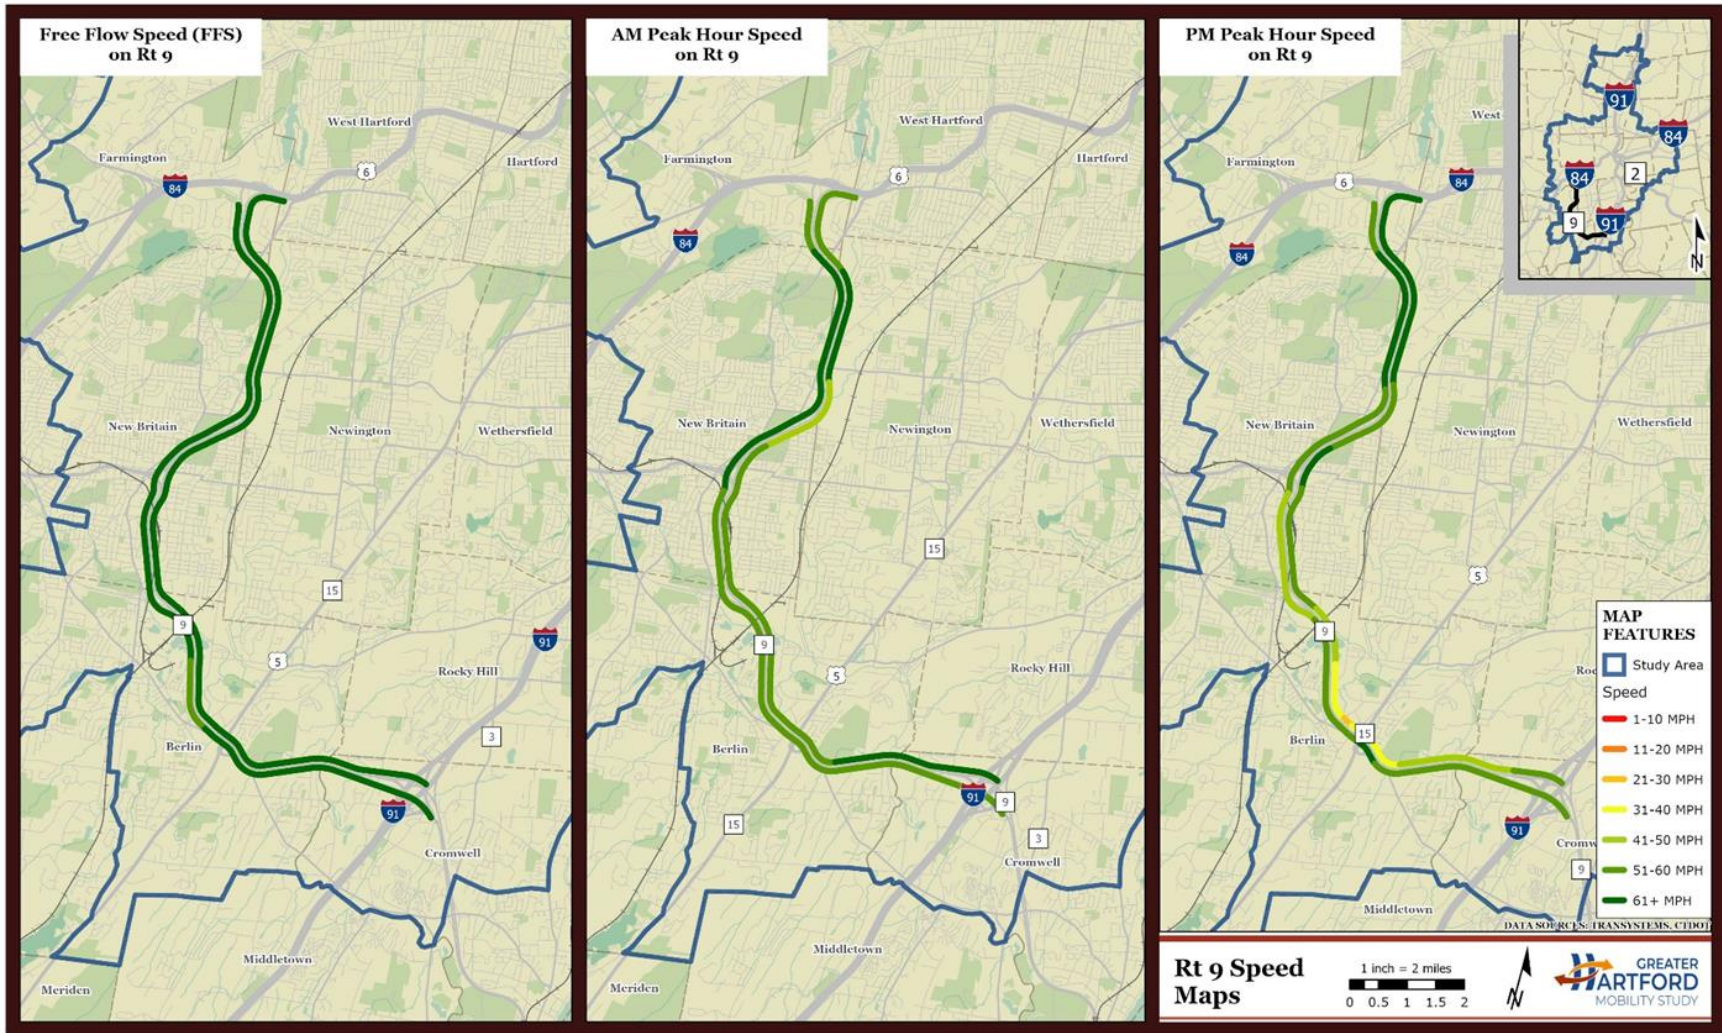 Free Flow Speed (FFS)
on Rt 9
West Hartford
Farmington
Hartford
6
84
New Britain
Newington
Wethersfield
15
9
91
5
Rocky Hill
3
Berlin
91
Cromwell
Middletown
Meriden
AM Peak Hour Speed
on Rt 9
West Hartford
Farmington
Hartford
6
84
New Britain
Newington
Wethersfield
15
9
5
Rocky Hill
Berlin
91
9
15
3
Cromwell
Middletown
Meriden
PM Peak Hour Speed
on Rt 9
West
Farmington
6
84
84
New Britain
Newington
Wethersfield
5
9
15
Berlin
91
Cromw
9
Middletown
91
84
2
84
9
91
N
MAP
FEATURES
Study Area
Speed
1-10 MPH
11-20 MPH
21-30 MPH
31-40 MPH
41-50 MPH
51-60 MPH
61+ MPH
Roc
DATA SOURCES: TRANSYSTEMS, CTDOT
Rt 9 Speed
Maps
1 inch = 2 miles
0 0.5 1 1.5 2
N
GREATER
HARTFORD
MOBILITY STUDY